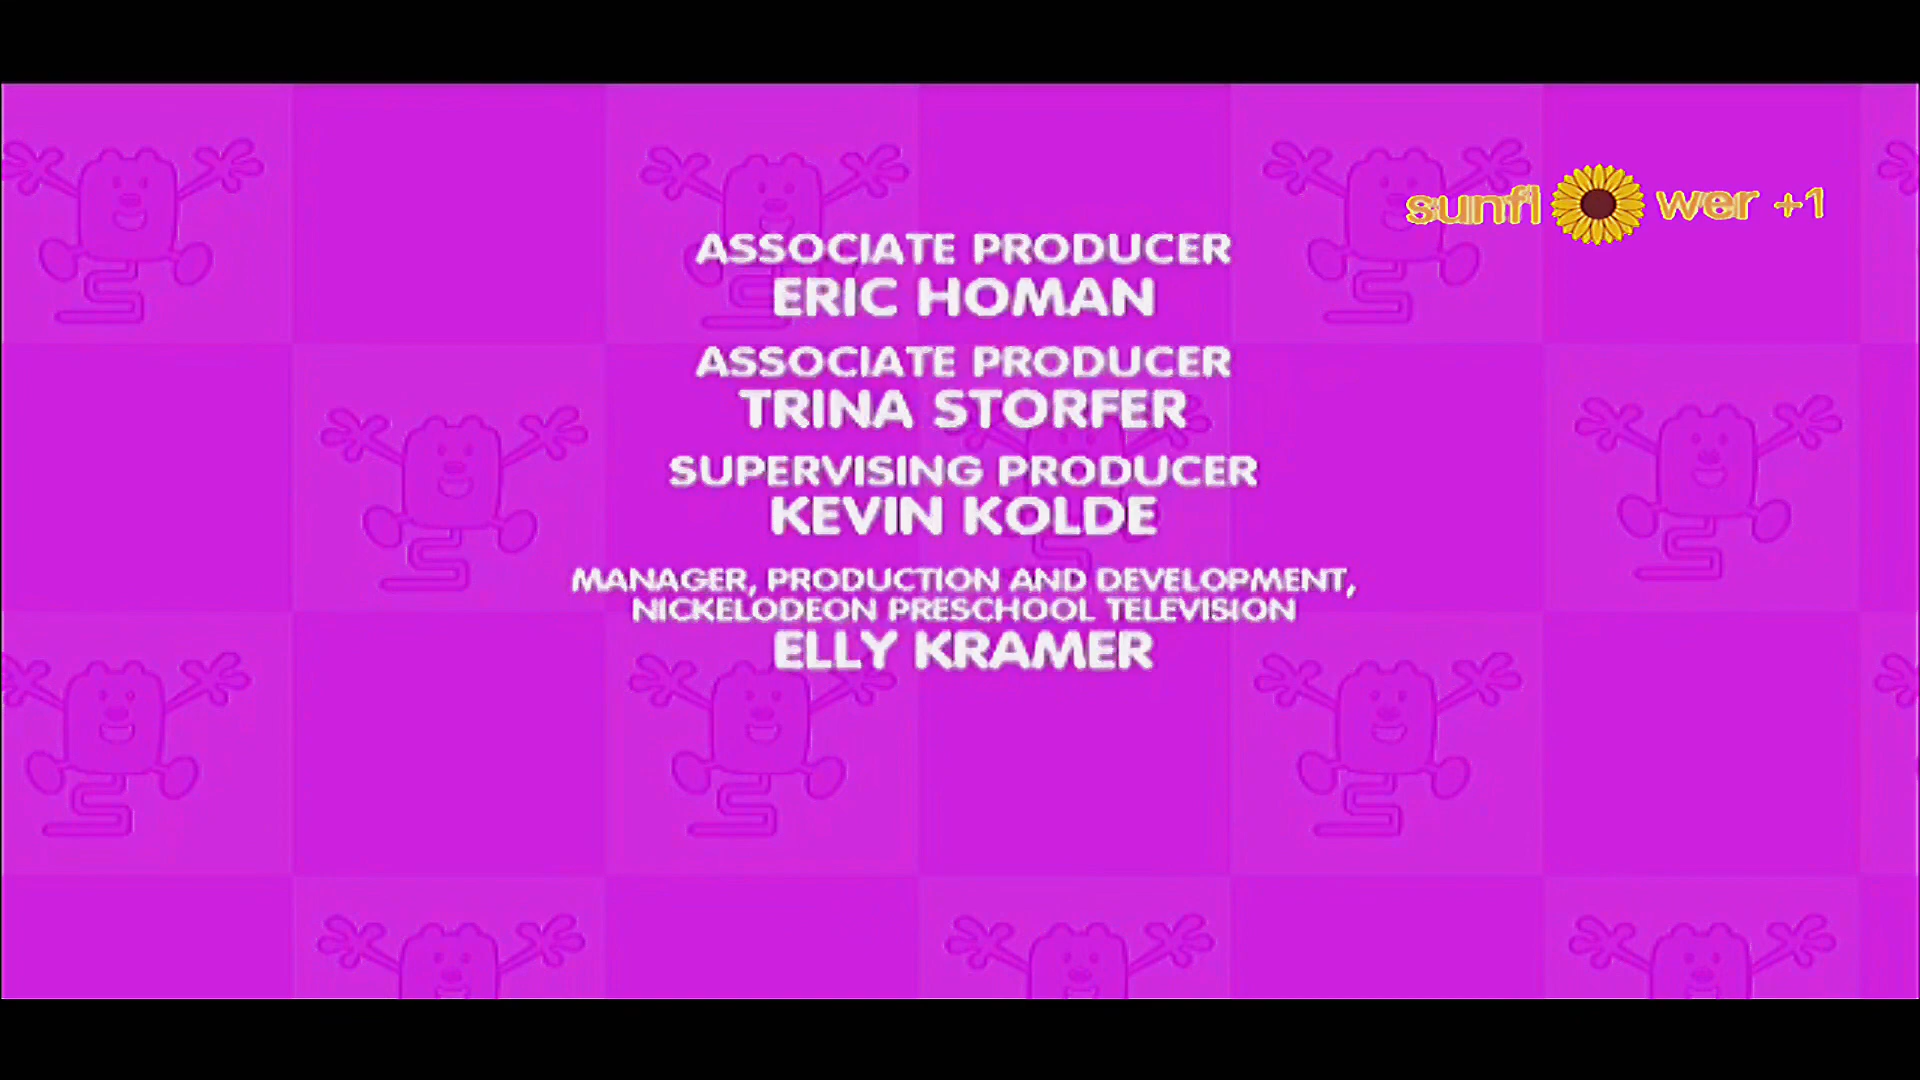 sunfl wer +1
ASSOCIATE PRODUCER
ERIC HOMAN
ASSOCIATE PRODUCER
TRINA STORFER
SUPERVISING PRODUCER
KEVIN KOLDE
MANAGER, PRODUCTION AND DEVELOPMENT,
NICKELODEON PRESCHOOL TELEVISION
ELLY KRAMER